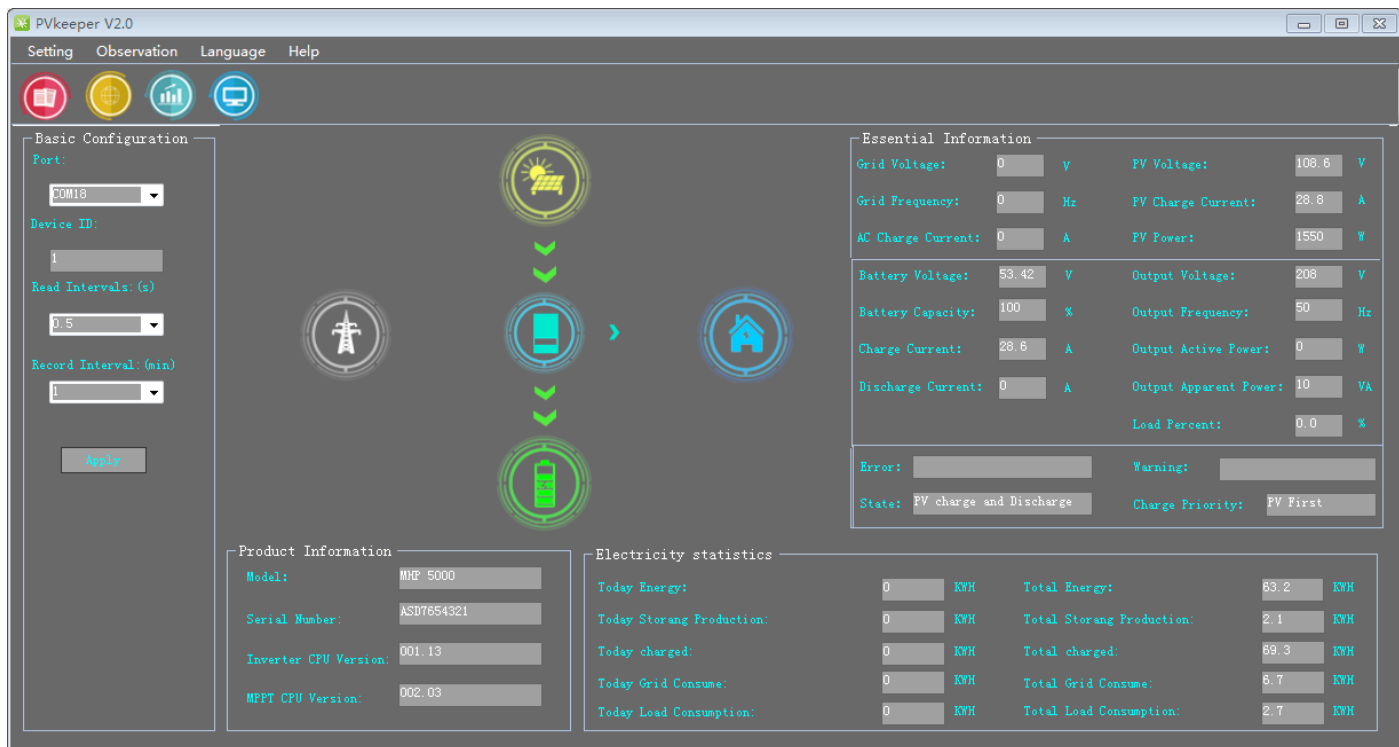 PVkeeper V2.0
Setting Observation Language Help
Basic Configuration
Port:
COM18
Device ID:
1
Read Intervals:(s)
0.5
Record Interval:(min)
1
Apply
Essential Information
Grid Voltage: 0 V PV Voltage: 108.6 V
Grid Frequency: 0 Hz PV Charge Current: 28.8 A
AC Charge Current: 0 A PV Power: 1550 W
Battery Voltage: 53.42 V Output Voltage: 208 V
Battery Capacity: 100 % Output Frequency: 50 Hz
Charge Current: 28.6 A Output Active Power: 0 W
Discharge Current: 0 A Output Apparent Power: 10 VA
Load Percent: 0.0 %
Error: Warning:
State: PV charge and Discharge Charge Priority: PV First
Product Information
Model: MHP 5000
Serial Number: ASD7654321
Inverter CPU Version: 001.13
MPPT CPU Version: 002.03
Electricity statistics
Today Energy: 0 KWH Total Energy: 63.2 KWH
Today Storang Production: 0 KWH Total Storang Production: 2.1 KWH
Today charged: 0 KWH Total charged: 69.3 KWH
Today Grid Consume: 0 KWH Total Grid Consume: 6.7 KWH
Today Load Consumption: 0 KWH Total Load Consumption: 2.7 KWH